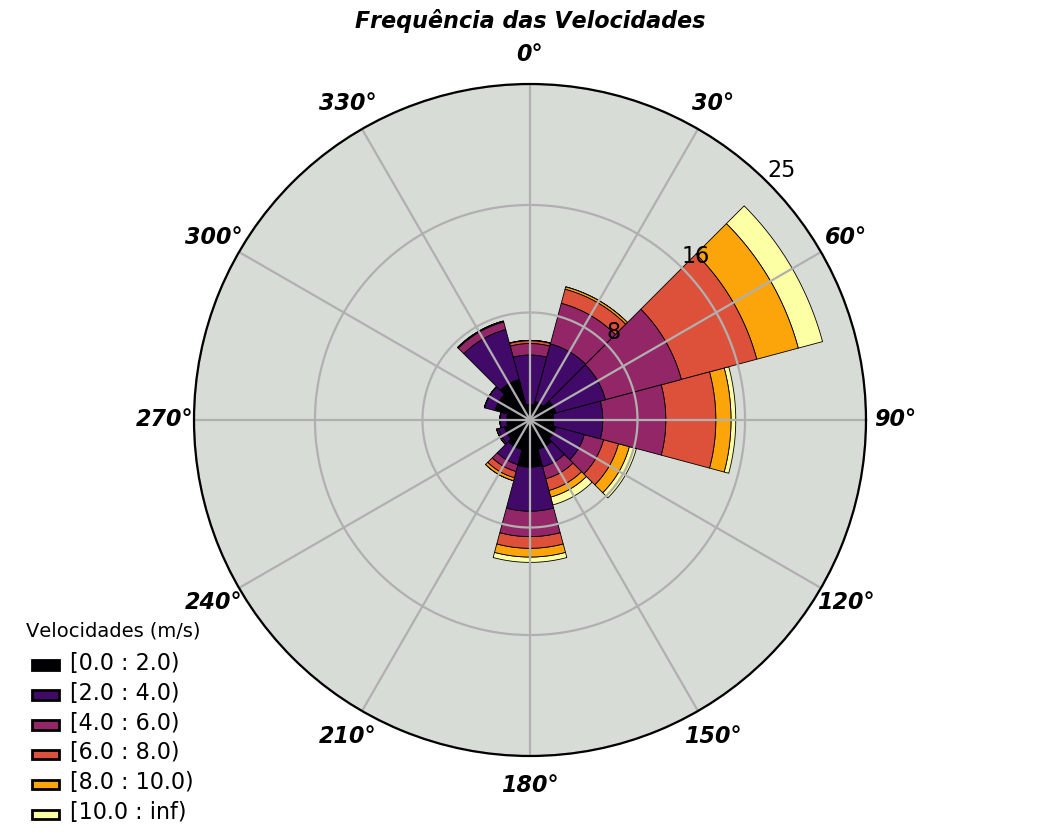 Frequência das Velocidades
0°
330°
30°
25
300°
60°
16
8
270°
90°
240°
120°
210°
150°
180°
Velocidades (m/s)
[0.0 : 2.0)
[2.0 : 4.0)
[4.0 : 6.0)
[6.0 : 8.0)
[8.0 : 10.0)
[10.0 : inf)